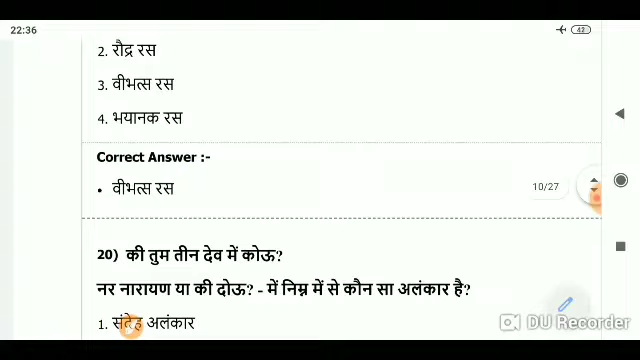 22:36
42
2. रौद्र रस
3. वीभत्स रस
4. भयानक रस
Correct Answer :-
• वीभत्स रस
10/27
20) की तुम तीन देव में कोऊ?
नर नारायण या की दोऊ? - में निम्न में से कौन सा अलंकार है?
1. संदेह अलंकार
DU Recorder